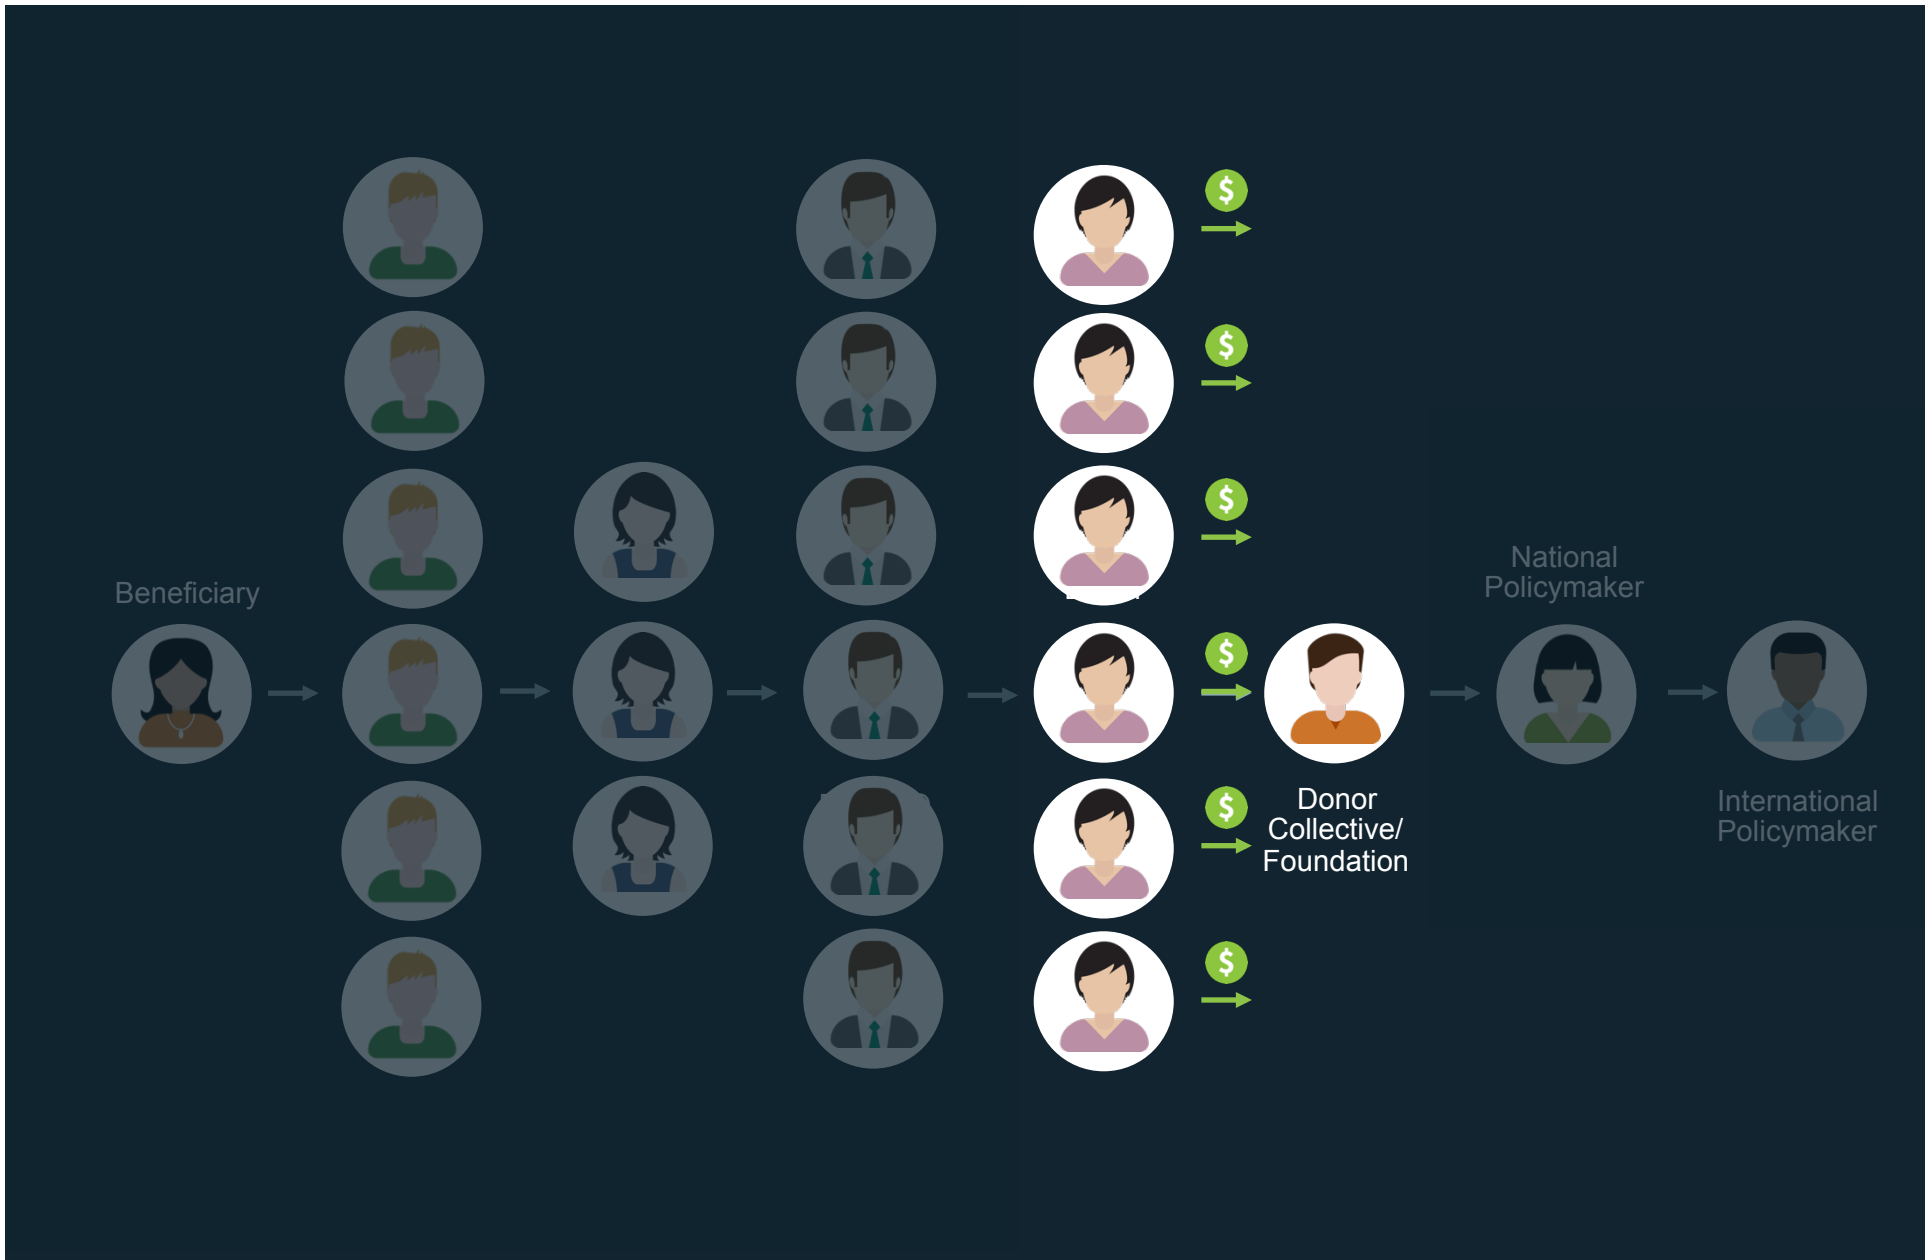 Beneficiary
$
$
$
$
$
$
Donor
Collective/
Foundation
National
Policymaker
International
Policymaker